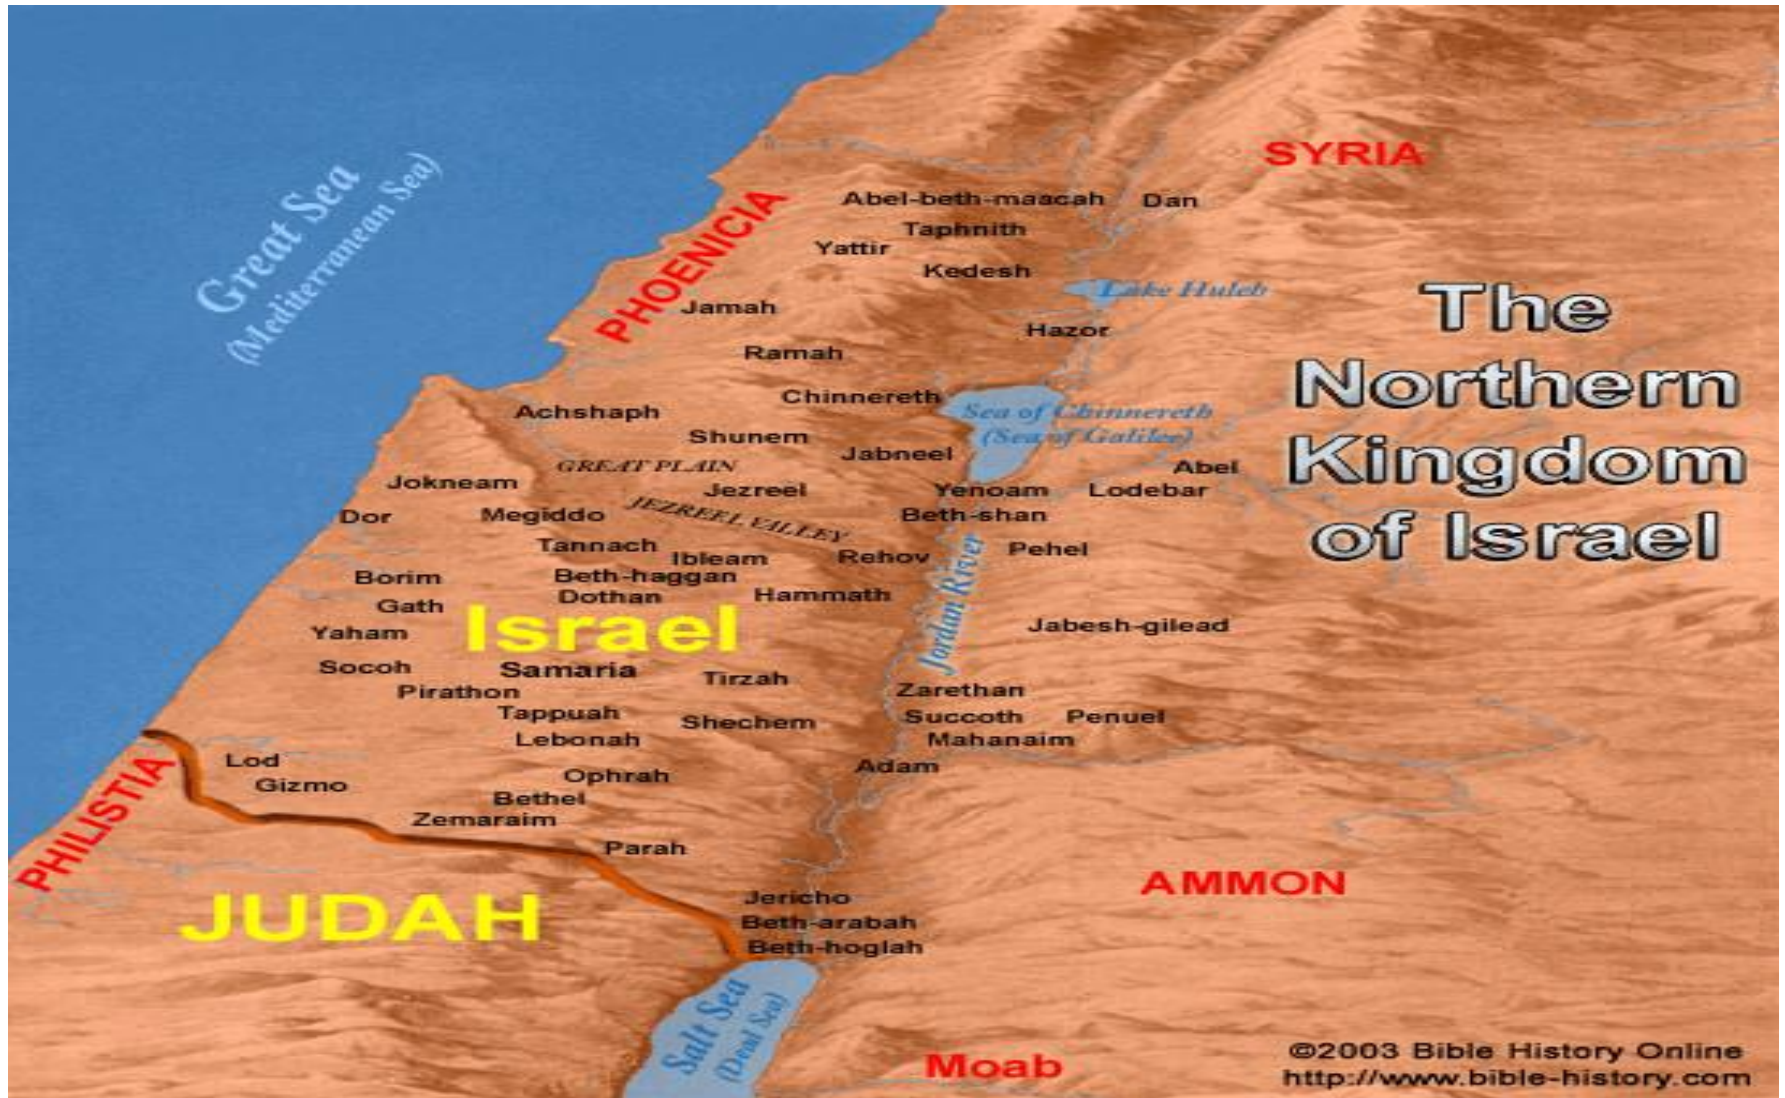 Great Sea
(Mediterranean Sea)
SYRIA
PHOENICIA
Abel-beth-maacah
Dan
Taphnith
Yattir
Kedesh
Lake Huleh
Jamah
Hazor
Ramah
The
Northern
Kingdom
of Israel
Chinnereth
Sea of Chinnereth
(Sea of Galilee)
Achshaph
Shunem
Jabneel
GREAT PLAIN
Abel
Jokneam
Jezreel
Yenoam
Lodebar
JEZREEL VALLEY
Dor
Megiddo
Beth-shan
Tannach
Ibleam
Rehov
Pehel
Jordan River
Borim
Beth-haggan
Dothan
Hammath
Gath
Israel
Yaham
Jabesh-gilead
Socoh
Samaria
Tirzah
Pirathon
Zarethan
Tappuah
Shechem
Succoth
Penuel
Lebonah
Mahanaim
Lod
Adam
Gizmo
Ophrah
PHILISTIA
Bethel
Zemaraim
Parah
JUDAH
AMMON
Jericho
Beth-arabah
Beth-hoglah
Salt Sea
(Dead Sea)
Moab
©2003 Bible History Online
http://www.bible-history.com